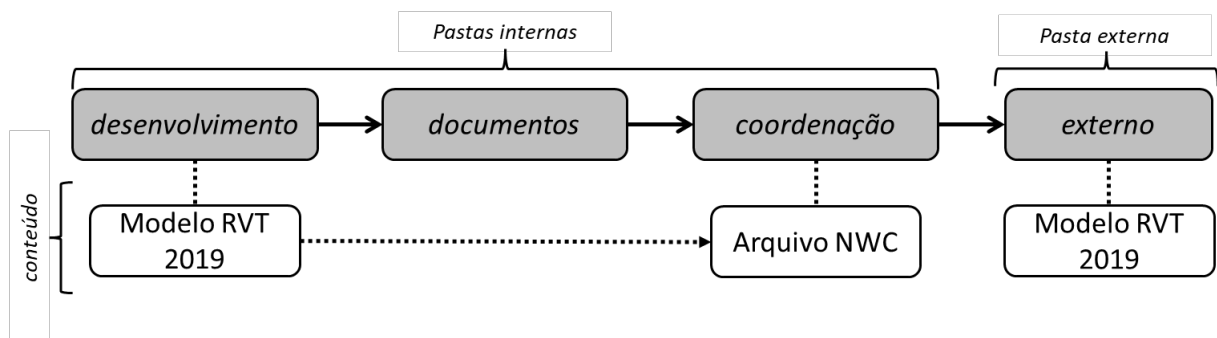 Pastas internas
Pasta externa
desenvolvimento
documentos
coordenação
externo
conteúdo
Modelo RVT
2019
Arquivo NWC
Modelo RVT
2019